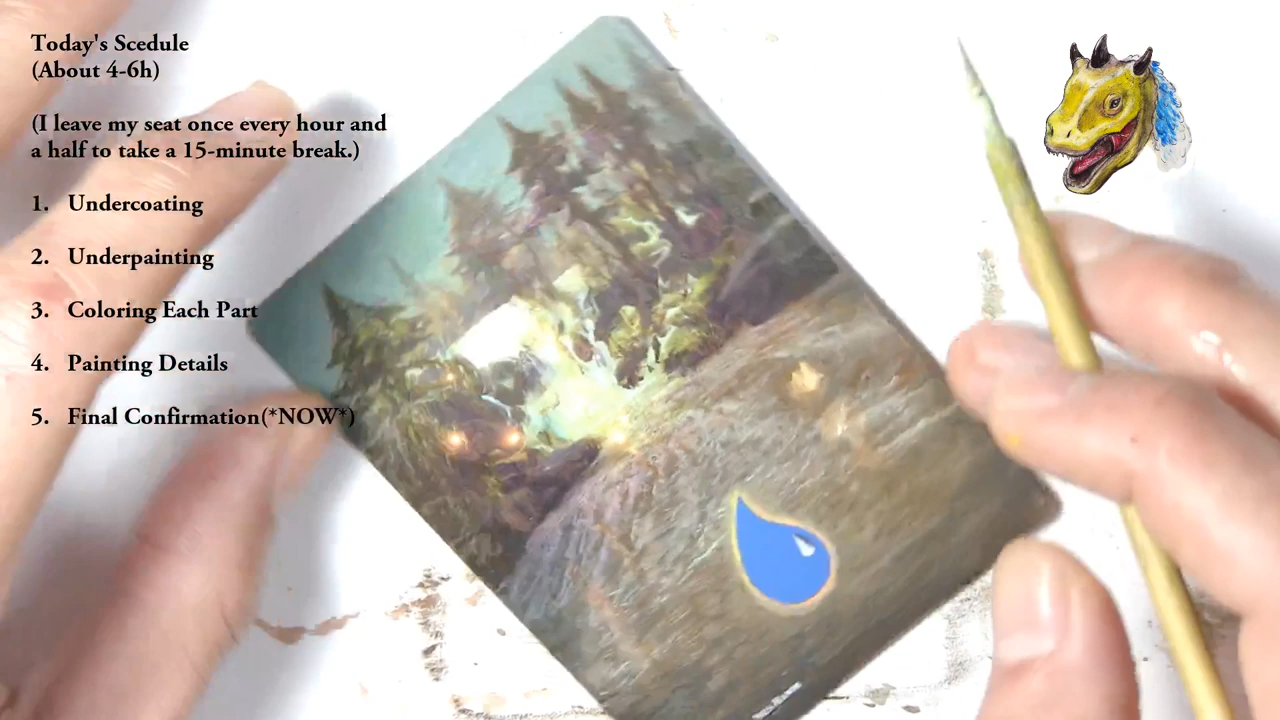 Today's Scedule
(About 4-6h)
(I leave my seat once every hour and
a half to take a 15-minute break.)
1. Undercoating
2. Underpainting
3. Coloring Each Part
4. Painting Details
5. Final Confirmation(*NOW*)